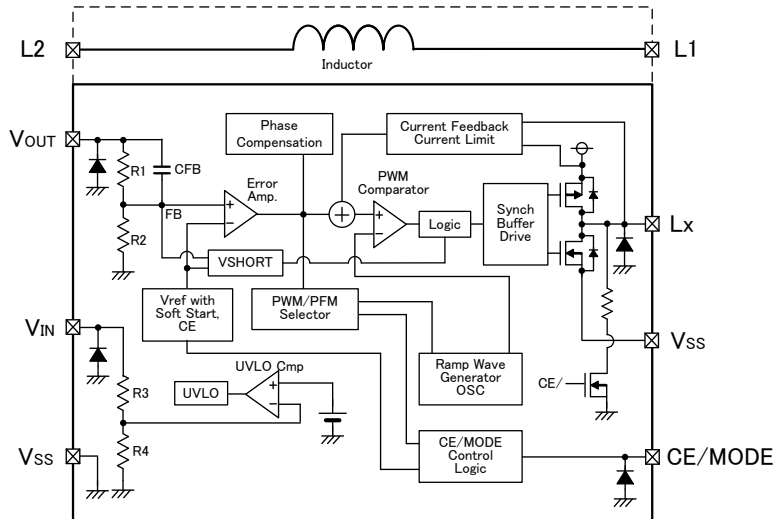 L2
L1
Inductor
VOUT
Phase
Compensation
Current Feedback
Current Limit
R1
CFB
Error
Amp.
PWM
Comparator
FB
R2
Logic
Synch
Buffer
Drive
Lx
VSHORT
Vref with
Soft Start,
CE
PWM/PFM
Selector
VIN
VSS
UVLO Cmp
Ramp Wave
Generator
OSC
R3
UVLO
CE/
R4
VSS
CE/MODE
Control
Logic
CE/MODE
+
−
+
+
−
+
−